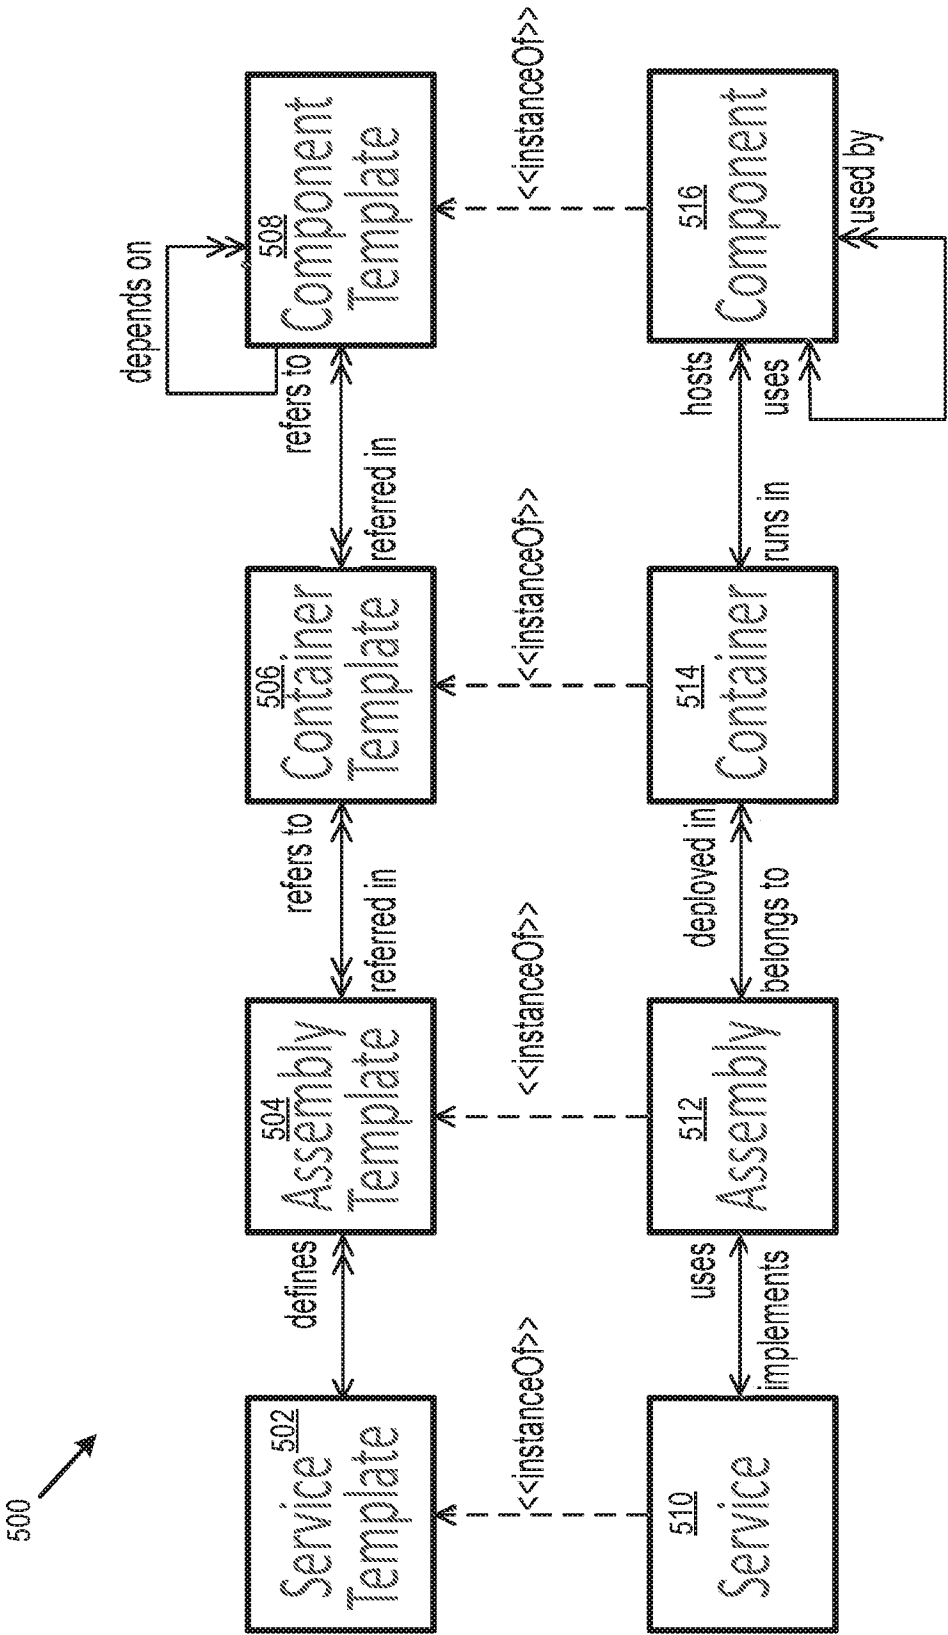 500
502
Service
Template
defines
504
Assembly
Template
refers to
referred in
506
Container
Template
refers to
referred in
508
Component
Template
depends on
<<instanceOf>>
<<instanceOf>>
<<instanceOf>>
<<instanceOf>>
510
Service
uses
implements
512
Assembly
deployed in
belongs to
514
Container
hosts
runs in
uses
516
Component
used by